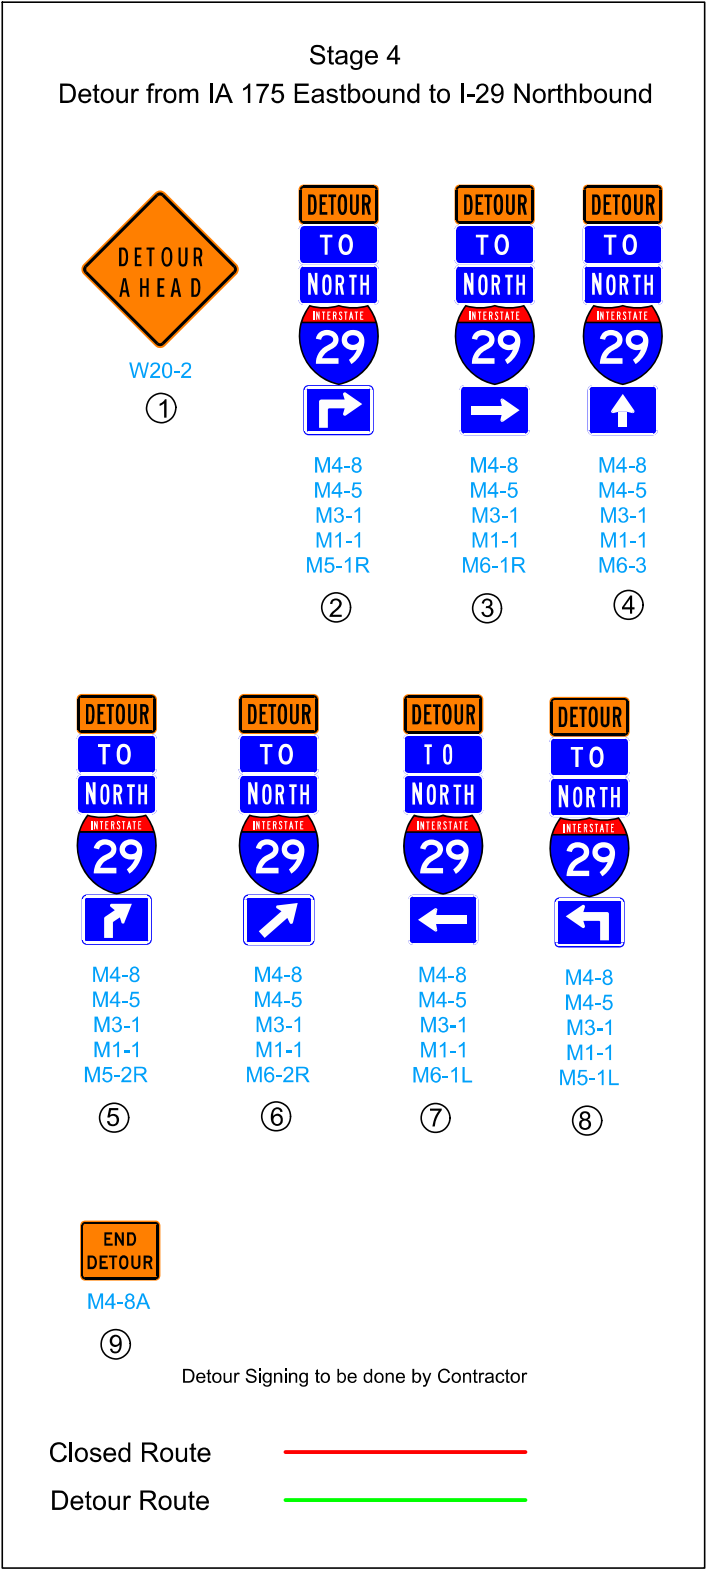 Stage 4
Detour from IA 175 Eastbound to I-29 Northbound
DETOUR
AHEAD
W20-2
1
DETOUR
TO
NORTH
INTERSTATE
29
M4-8
M4-5
M3-1
M1-1
M5-1R
2
DETOUR
TO
NORTH
INTERSTATE
29
M4-8
M4-5
M3-1
M1-1
M6-1R
3
DETOUR
TO
NORTH
INTERSTATE
29
M4-8
M4-5
M3-1
M1-1
M6-3
4
DETOUR
TO
NORTH
INTERSTATE
29
M4-8
M4-5
M3-1
M1-1
M5-2R
5
DETOUR
TO
NORTH
INTERSTATE
29
M4-8
M4-5
M3-1
M1-1
M6-2R
6
DETOUR
TO
NORTH
INTERSTATE
29
M4-8
M4-5
M3-1
M1-1
M6-1L
7
DETOUR
TO
NORTH
INTERSTATE
29
M4-8
M4-5
M3-1
M1-1
M5-1L
8
END
DETOUR
M4-8A
9
Detour Signing to be done by Contractor
Closed Route
Detour Route